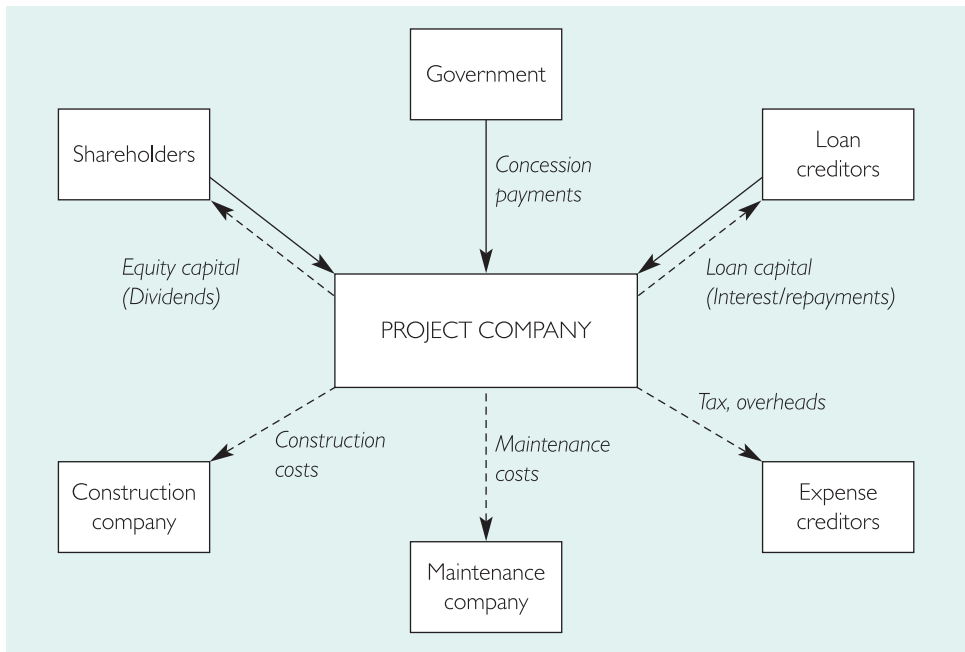 Government
Shareholders
Loan
creditors
Concession
payments
Equity capital
(Dividends)
Loan capital
(Interest/repayments)
PROJECT COMPANY
Tax, overheads
Construction
costs
Maintenance
costs
Construction
company
Expense
creditors
Maintenance
company